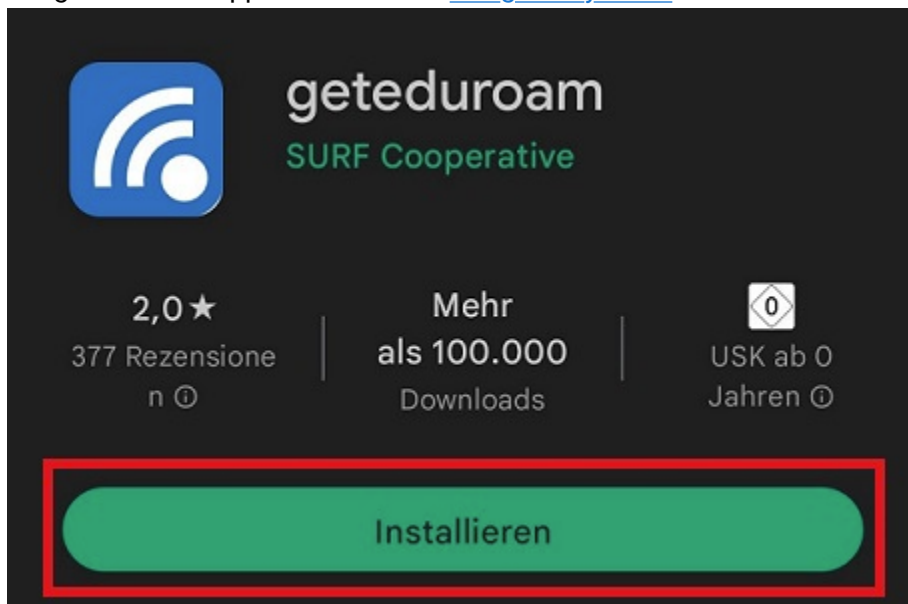 geteduroam
SURF Cooperative
2,0★
377 Rezensione
n
Mehr
als 100.000
Downloads
0
USK ab 0
Jahren
Installieren